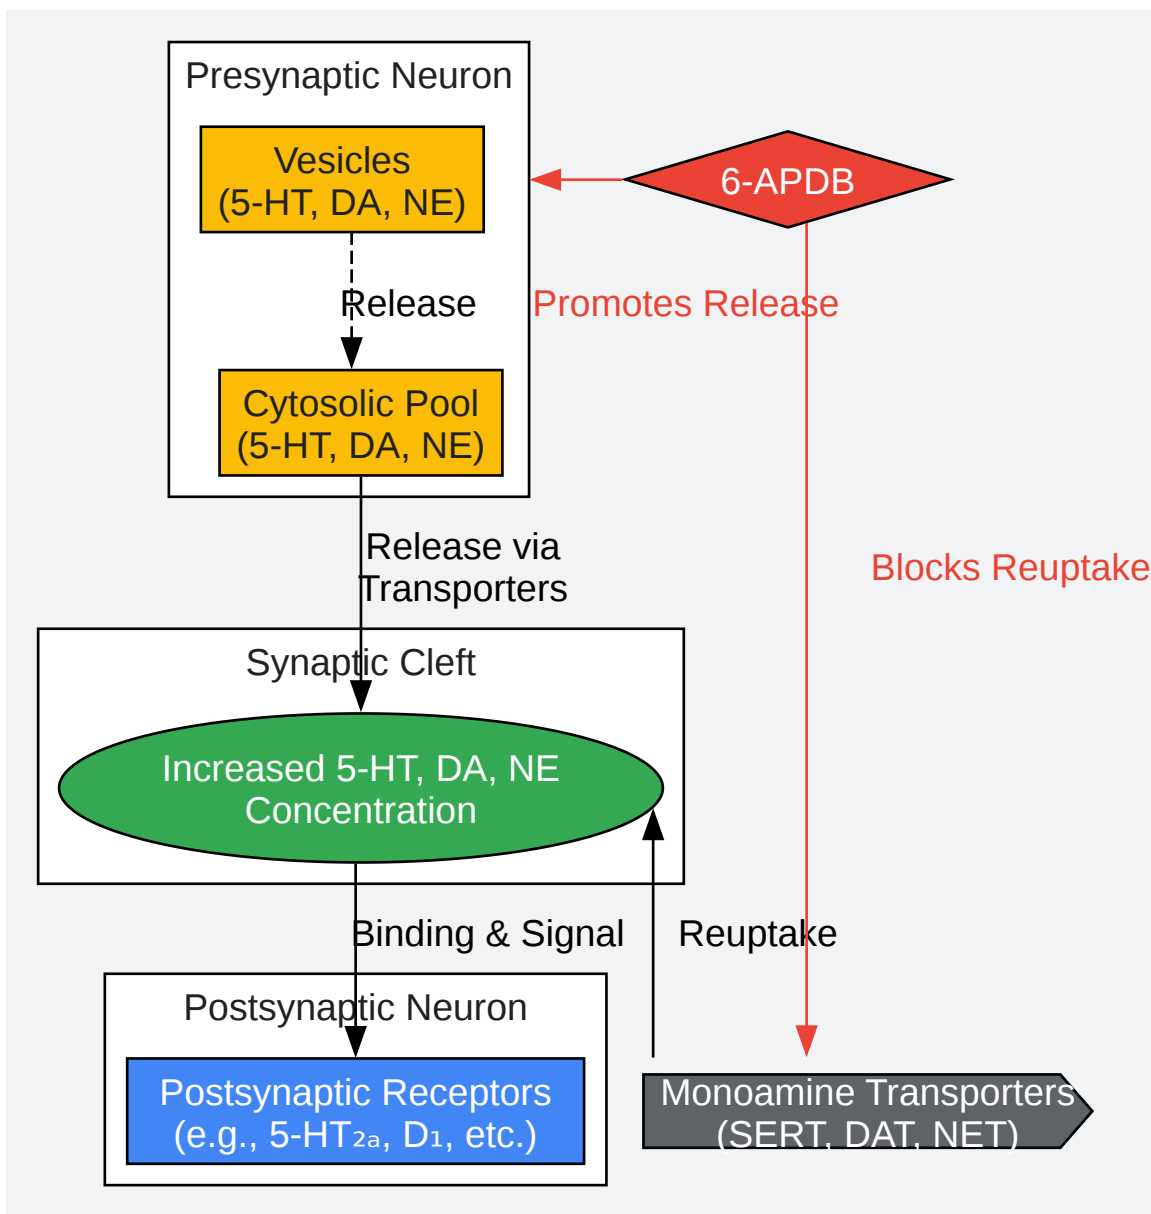 Presynaptic Neuron
Vesicles
(5-HT, DA, NE)
6-APDB
Release
Promotes Release
Cytosolic Pool
(5-HT, DA, NE)
Release via
Transporters
Blocks Reuptake
Synaptic Cleft
Increased 5-HT, DA, NE
Concentration
Binding & Signal
Reuptake
Postsynaptic Neuron
Postsynaptic Receptors
(e.g., 5-HT₂ₐ, D₁, etc.)
Monoamine Transporters
(SERT, DAT, NET)